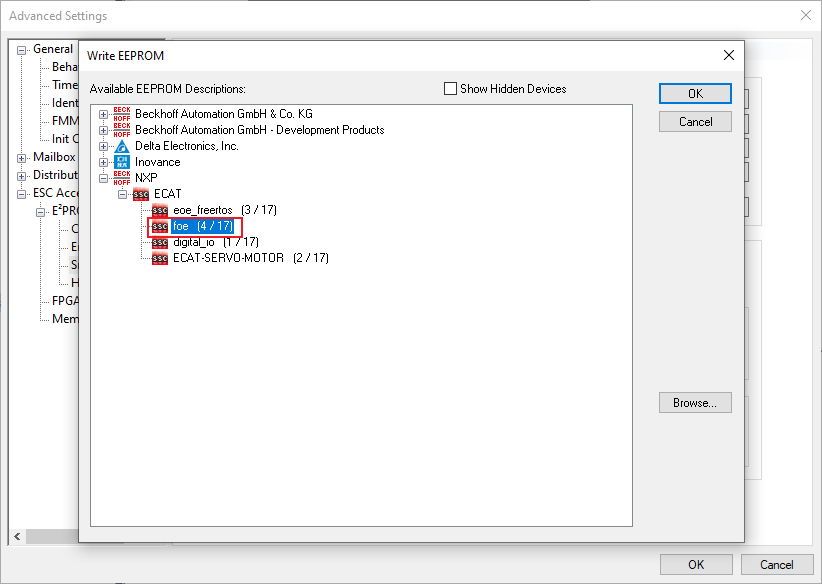 Advanced Settings
General
Beha
Time
Ident
FMM
Init C
Mailbox
Distribut
ESC Acce
E²PR
C
E
S
H
FPGA
Mem
Write EEPROM
Available EEPROM Descriptions:
Show Hidden Devices
BECK
HOFF
Beckhoff Automation GmbH & Co. KG
BECK
HOFF
Beckhoff Automation GmbH - Development Products
Delta Electronics, Inc.
Inovance
BECK
HOFF
NXP
ssc ECAT
ssc eoe_freertos (3 / 17)
ssc foe (4 / 17)
ssc digital_io (1 / 17)
ssc ECAT-SERVO-MOTOR (2 / 17)
OK
Cancel
Browse...
OK
Cancel